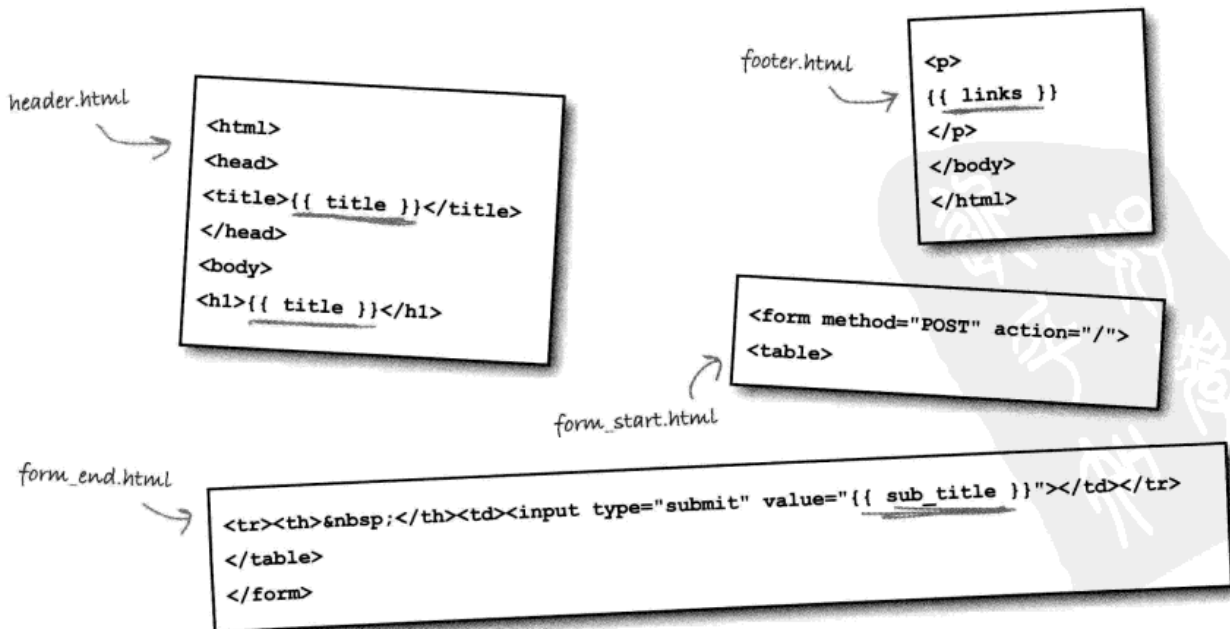 header.html
<html>
<head>
<title>{{ title }}</title>
</head>
<body>
<h1>{{ title }}</h1>
footer.html
<p>
{{ links }}
</p>
</body>
</html>
form_start.html
<form method="POST" action="/">
<table>
form_end.html
<tr><th>&nbsp;</th><td><input type="submit" value="{{ sub_title }}"></td></tr>
</table>
</form>